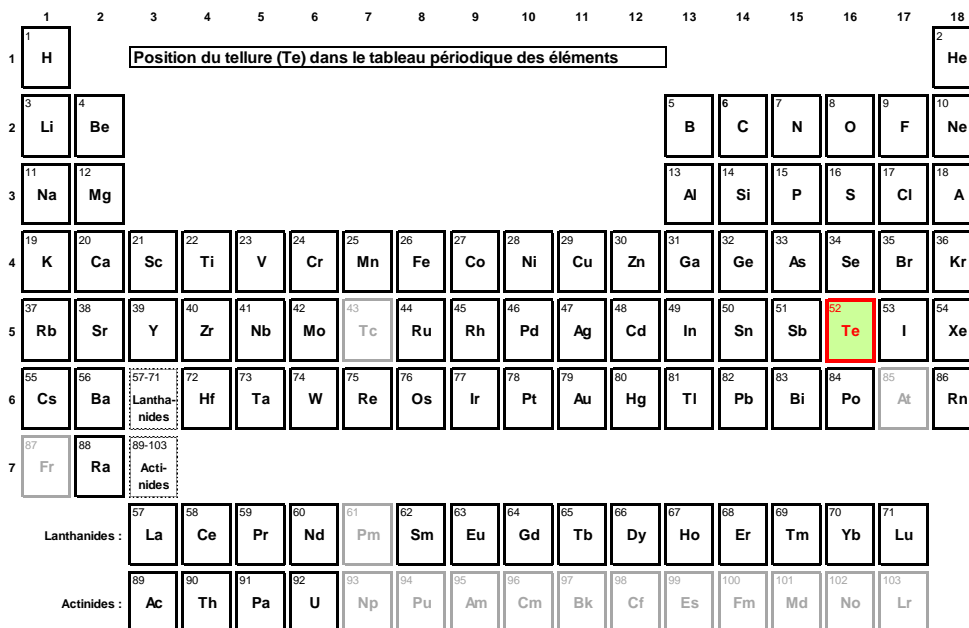 1 2 3 4 5 6 7 8 9 10 11 12 13 14 15 16 17 18
1 2
1 H Position du tellure (Te) dans le tableau périodique des éléments He
3 4 5 6 7 8 9 10
2 Li Be B C N O F Ne
11 12 13 14 15 16 17 18
3 Na Mg Al Si P S Cl A
19 20 21 22 23 24 25 26 27 28 29 30 31 32 33 34 35 36
4 K Ca Sc Ti V Cr Mn Fe Co Ni Cu Zn Ga Ge As Se Br Kr
37 38 39 40 41 42 43 44 45 46 47 48 49 50 51 52 53 54
5 Rb Sr Y Zr Nb Mo Tc Ru Rh Pd Ag Cd In Sn Sb Te I Xe
55 56 57-71 72 73 74 75 76 77 78 79 80 81 82 83 84 85 86
6 Cs Ba Lantha- Hf Ta W Re Os Ir Pt Au Hg Tl Pb Bi Po At Rn
nides
87 88 89-103
7 Fr Ra Acti-
nides
57 58 59 60 61 62 63 64 65 66 67 68 69 70 71
Lanthanides : La Ce Pr Nd Pm Sm Eu Gd Tb Dy Ho Er Tm Yb Lu
89 90 91 92 93 94 95 96 97 98 99 100 101 102 103
Actinides : Ac Th Pa U Np Pu Am Cm Bk Cf Es Fm Md No Lr